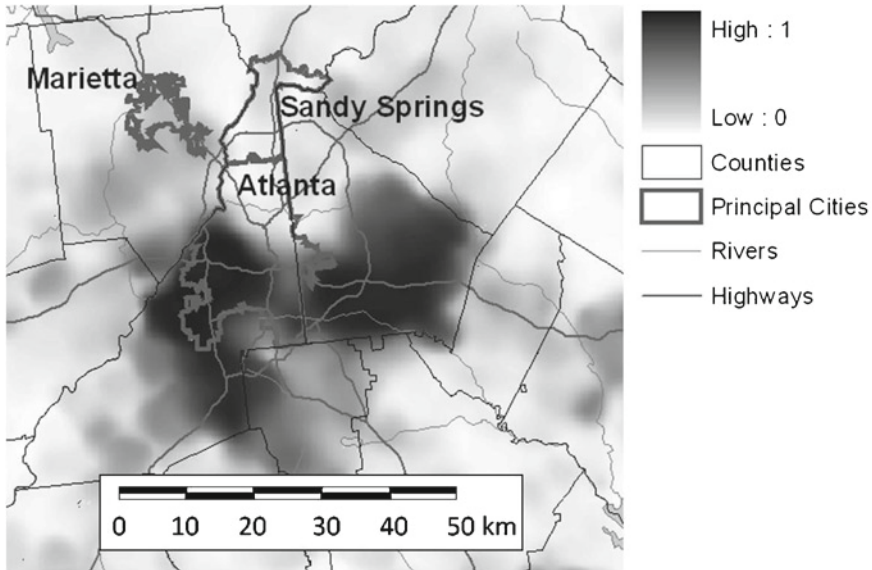 Marietta
Sandy Springs
Atlanta
0 10 20 30 40 50 km
High : 1
Low : 0
Counties
Principal Cities
Rivers
Highways